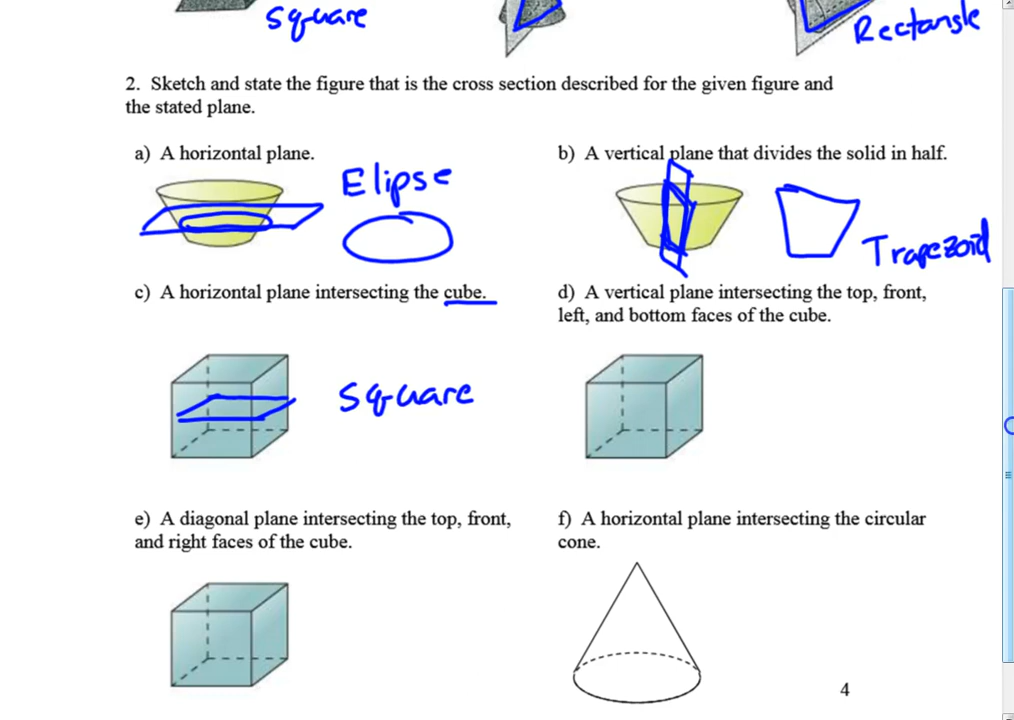 Square
Rectangle
2. Sketch and state the figure that is the cross section described for the given figure and
the stated plane.
a) A horizontal plane.
Elipse
b) A vertical plane that divides the solid in half.
Trapezoid
c) A horizontal plane intersecting the cube.
Square
d) A vertical plane intersecting the top, front,
left, and bottom faces of the cube.
e) A diagonal plane intersecting the top, front,
and right faces of the cube.
f) A horizontal plane intersecting the circular
cone.
4